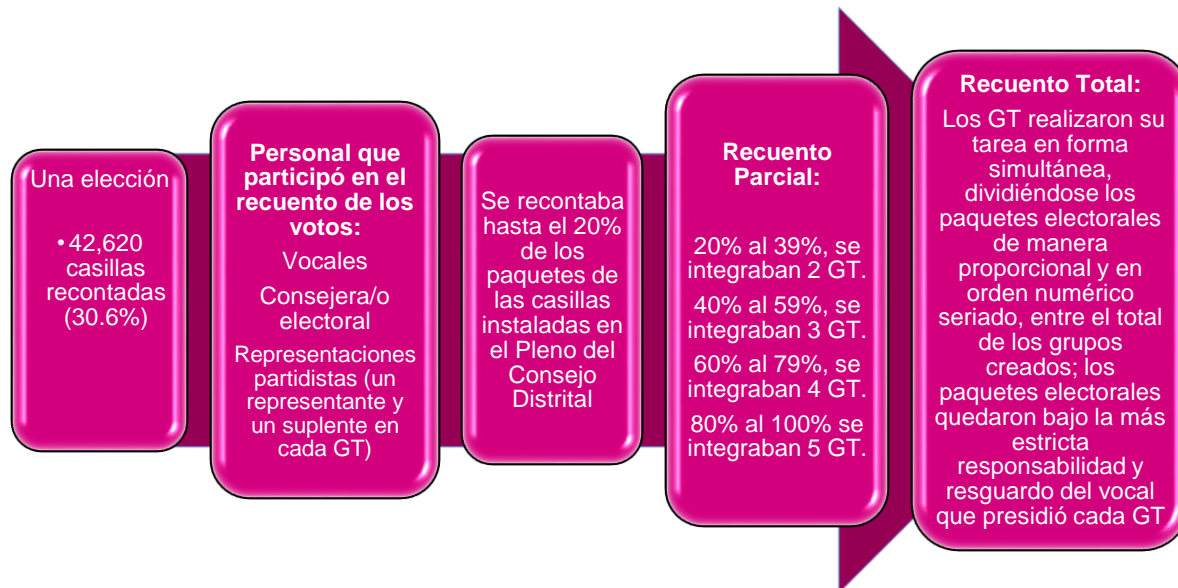 Una elección
• 42,620
casillas
recontadas
(30.6%)
Personal que
participó en el
recuento de los
votos:
Vocales
Consejera/o
electoral
Representaciones
partidistas (un
representante y
un suplente en
cada GT)
Se recontaba
hasta el 20%
de los
paquetes de
las casillas
instaladas en
el Pleno del
Consejo
Distrital
Recuento
Parcial:
20% al 39%, se
integraban 2 GT.
40% al 59%, se
integraban 3 GT.
60% al 79%, se
integraban 4 GT.
80% al 100% se
integraban 5 GT.
Recuento Total:
Los GT realizaron su
tarea en forma
simultánea,
dividiéndose los
paquetes electorales
de manera
proporcional y en
orden numérico
seriado, entre el total
de los grupos
creados; los
paquetes electorales
quedaron bajo la más
estricta
responsabilidad y
resguardo del vocal
que presidió cada GT